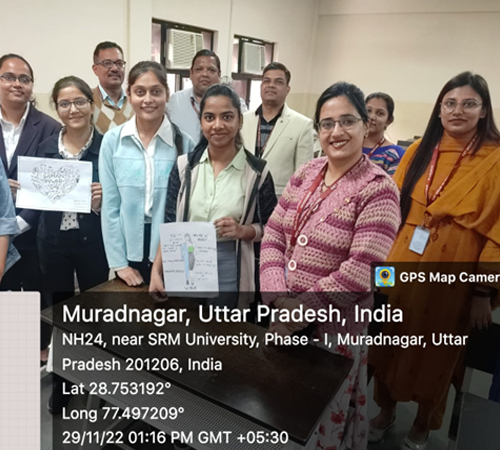 GPS Map Camer
Muradnagar, Uttar Pradesh, India
NH24, near SRM University, Phase - I, Muradnagar, Uttar
Pradesh 201206, India
Lat 28.753192°
Long 77.497209°
29/11/22 01:16 PM GMT +05:30